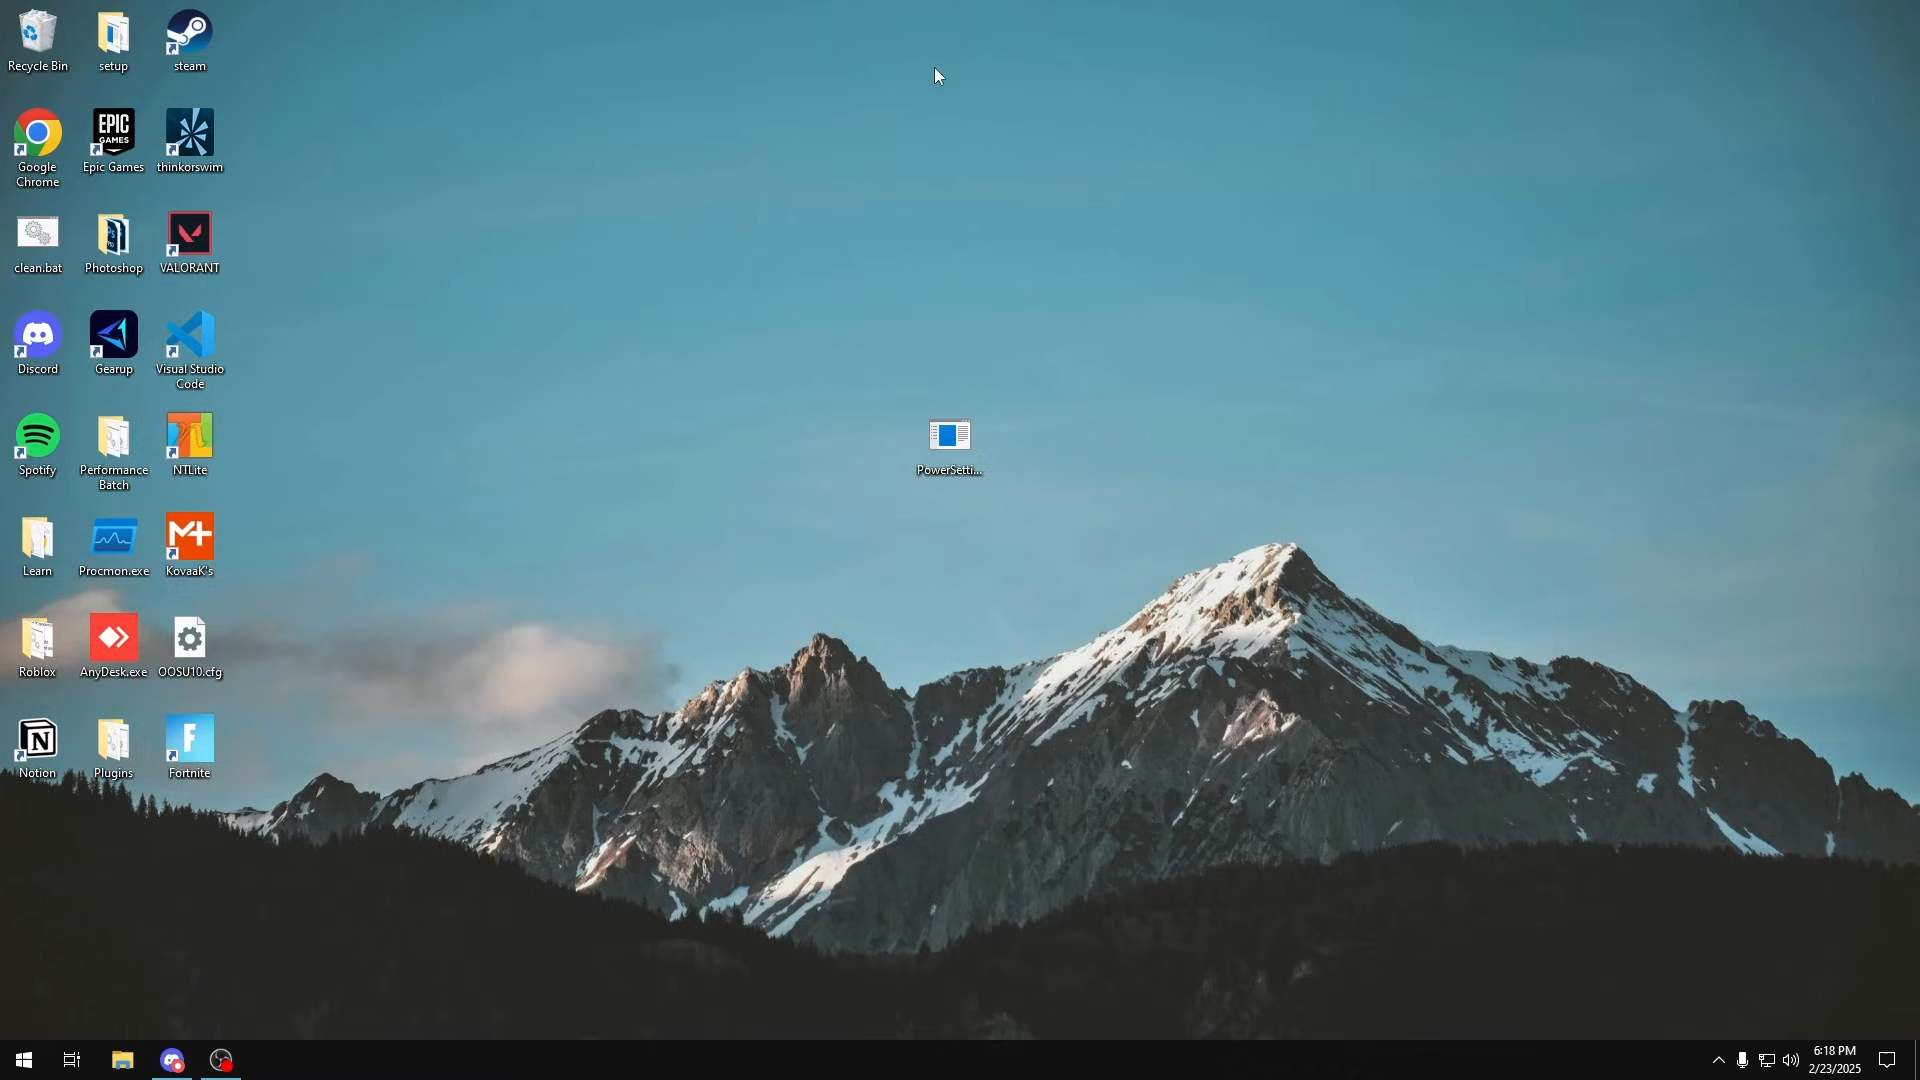 Recycle Bin
setup
steam
Google
Chrome
EPIC
GAMES
Epic Games
thinkorswim
clean.bat
Photoshop
VALORANT
Discord
Gearup
Visual Studio
Code
Spotify
Performance
Batch
NTLite
PowerSetti...
Learn
Procmon.exe
KovaaK's
Roblox
AnyDesk.exe
OOSU10.cfg
Notion
Plugins
Fortnite
6:18 PM
2/23/2025